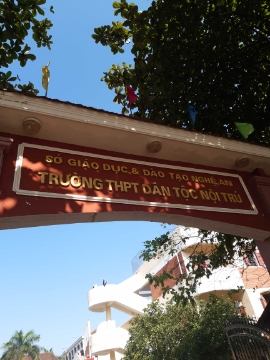 SỞ GIÁO DỤC & ĐÀO TẠO NGHỆ AN
TRƯỜNG THPT DÂN TỘC NỘI TRÚ